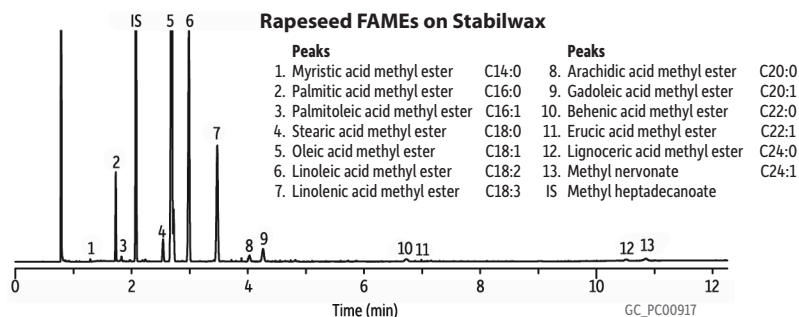 Rapeseed FAMEs on Stabilwax
Peaks
1. Myristic acid methyl ester C14:0
2. Palmitic acid methyl ester C16:0
3. Palmitoleic acid methyl ester C16:1
4. Stearic acid methyl ester C18:0
5. Oleic acid methyl ester C18:1
6. Linoleic acid methyl ester C18:2
7. Linolenic acid methyl ester C18:3
Peaks
8. Arachidic acid methyl ester C20:0
9. Gadoleic acid methyl ester C20:1
10. Behenic acid methyl ester C22:0
11. Erucic acid methyl ester C22:1
12. Lignoceric acid methyl ester C24:0
13. Methyl nervonate C24:1
IS Methyl heptadecanoate
IS 5 6
7
2
1 3 4 8 9 10 11 12 13
0 2 4 6 8 10 12
Time (min)
GC_PC00917